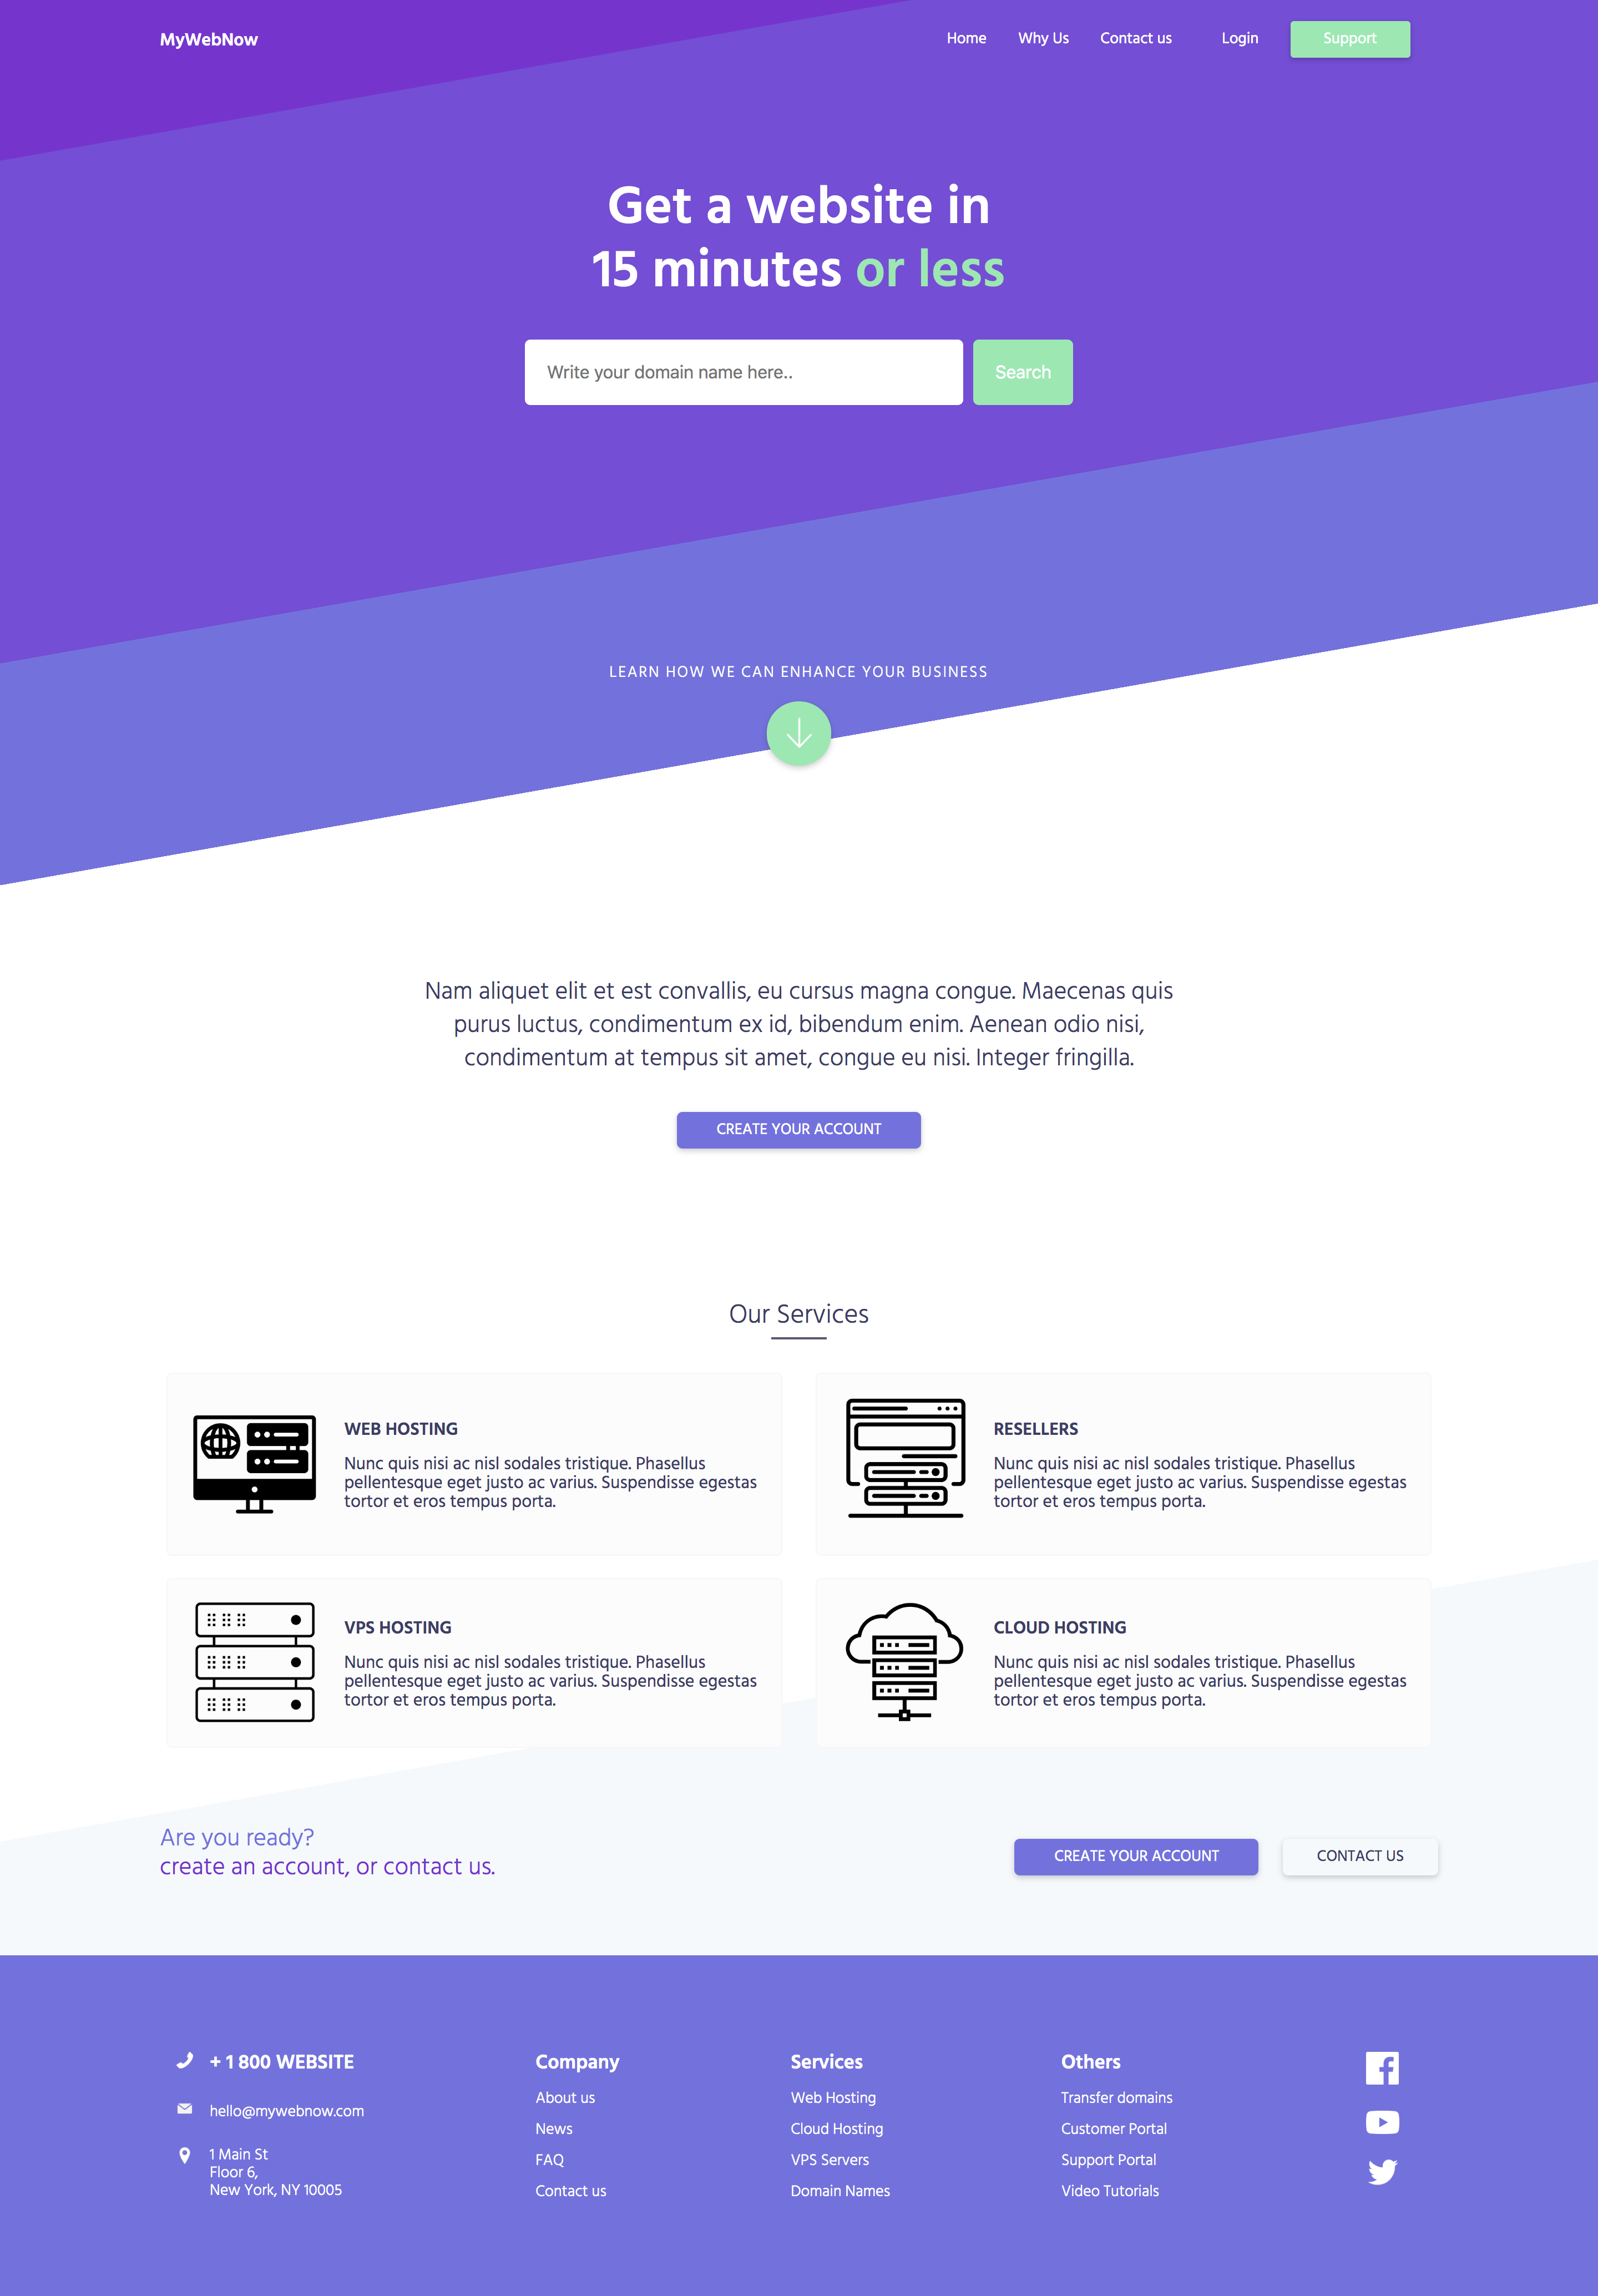 MyWebNow
Home Why Us Contact us Login Support
Get a website in
15 minutes or less
Write your domain name here..
Search
LEARN HOW WE CAN ENHANCE YOUR BUSINESS
Nam aliquet elit et est convallis, eu cursus magna congue. Maecenas quis
purus luctus, condimentum ex id, bibendum enim. Aenean odio nisi,
condimentum at tempus sit amet, congue eu nisi. Integer fringilla.
CREATE YOUR ACCOUNT
Our Services
WEB HOSTING
Nunc quis nisi ac nisl sodales tristique. Phasellus
pellentesque eget justo ac varius. Suspendisse egestas
tortor et eros tempus porta.
RESELLERS
Nunc quis nisi ac nisl sodales tristique. Phasellus
pellentesque eget justo ac varius. Suspendisse egestas
tortor et eros tempus porta.
VPS HOSTING
Nunc quis nisi ac nisl sodales tristique. Phasellus
pellentesque eget justo ac varius. Suspendisse egestas
tortor et eros tempus porta.
CLOUD HOSTING
Nunc quis nisi ac nisl sodales tristique. Phasellus
pellentesque eget justo ac varius. Suspendisse egestas
tortor et eros tempus porta.
Are you ready?
create an account, or contact us.
CREATE YOUR ACCOUNT
CONTACT US
+ 1 800 WEBSITE
hello@mywebnow.com
1 Main St
Floor 6,
New York, NY 10005
Company
About us
News
FAQ
Contact us
Services
Web Hosting
Cloud Hosting
VPS Servers
Domain Names
Others
Transfer domains
Customer Portal
Support Portal
Video Tutorials